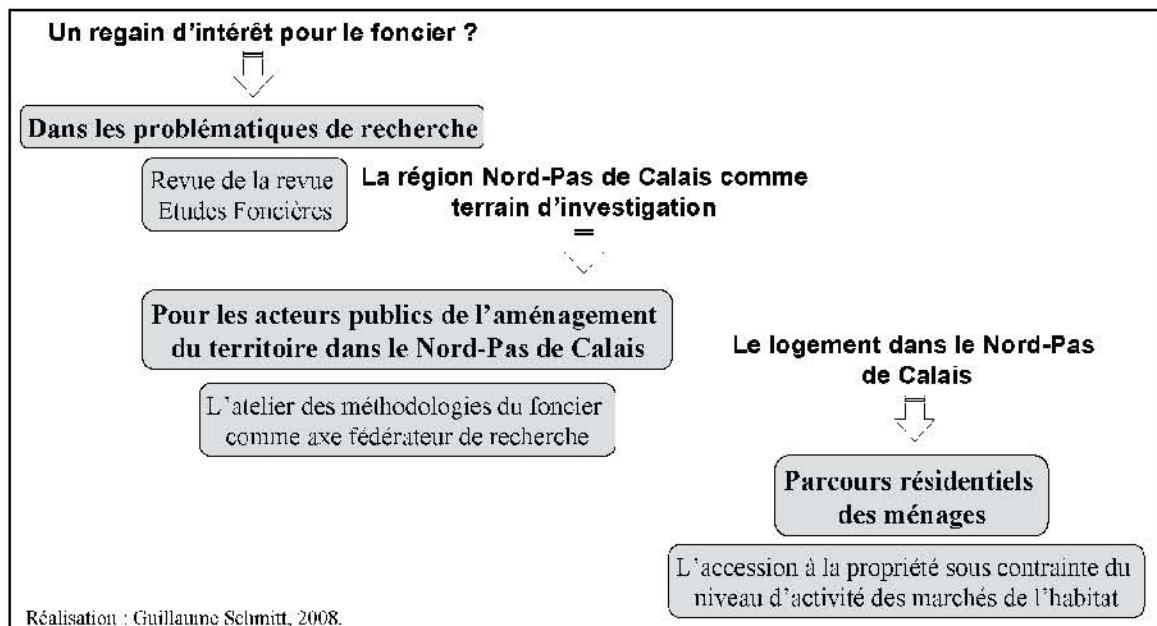 Un regain d'intérêt pour le foncier ?
Dans les problématiques de recherche
Revue de la revue
Etudes Foncières
La région Nord-Pas de Calais comme
terrain d'investigation
Pour les acteurs publics de l'aménagement
du territoire dans le Nord-Pas de Calais
L'atelier des méthodologies du foncier
comme axe fédérateur de recherche
Le logement dans le Nord-Pas
de Calais
Parcours résidentiels
des ménages
L'accession à la propriété sous contrainte du
niveau d'activité des marchés de l'habitat
Réalisation : Guillaume Schmitt, 2008.